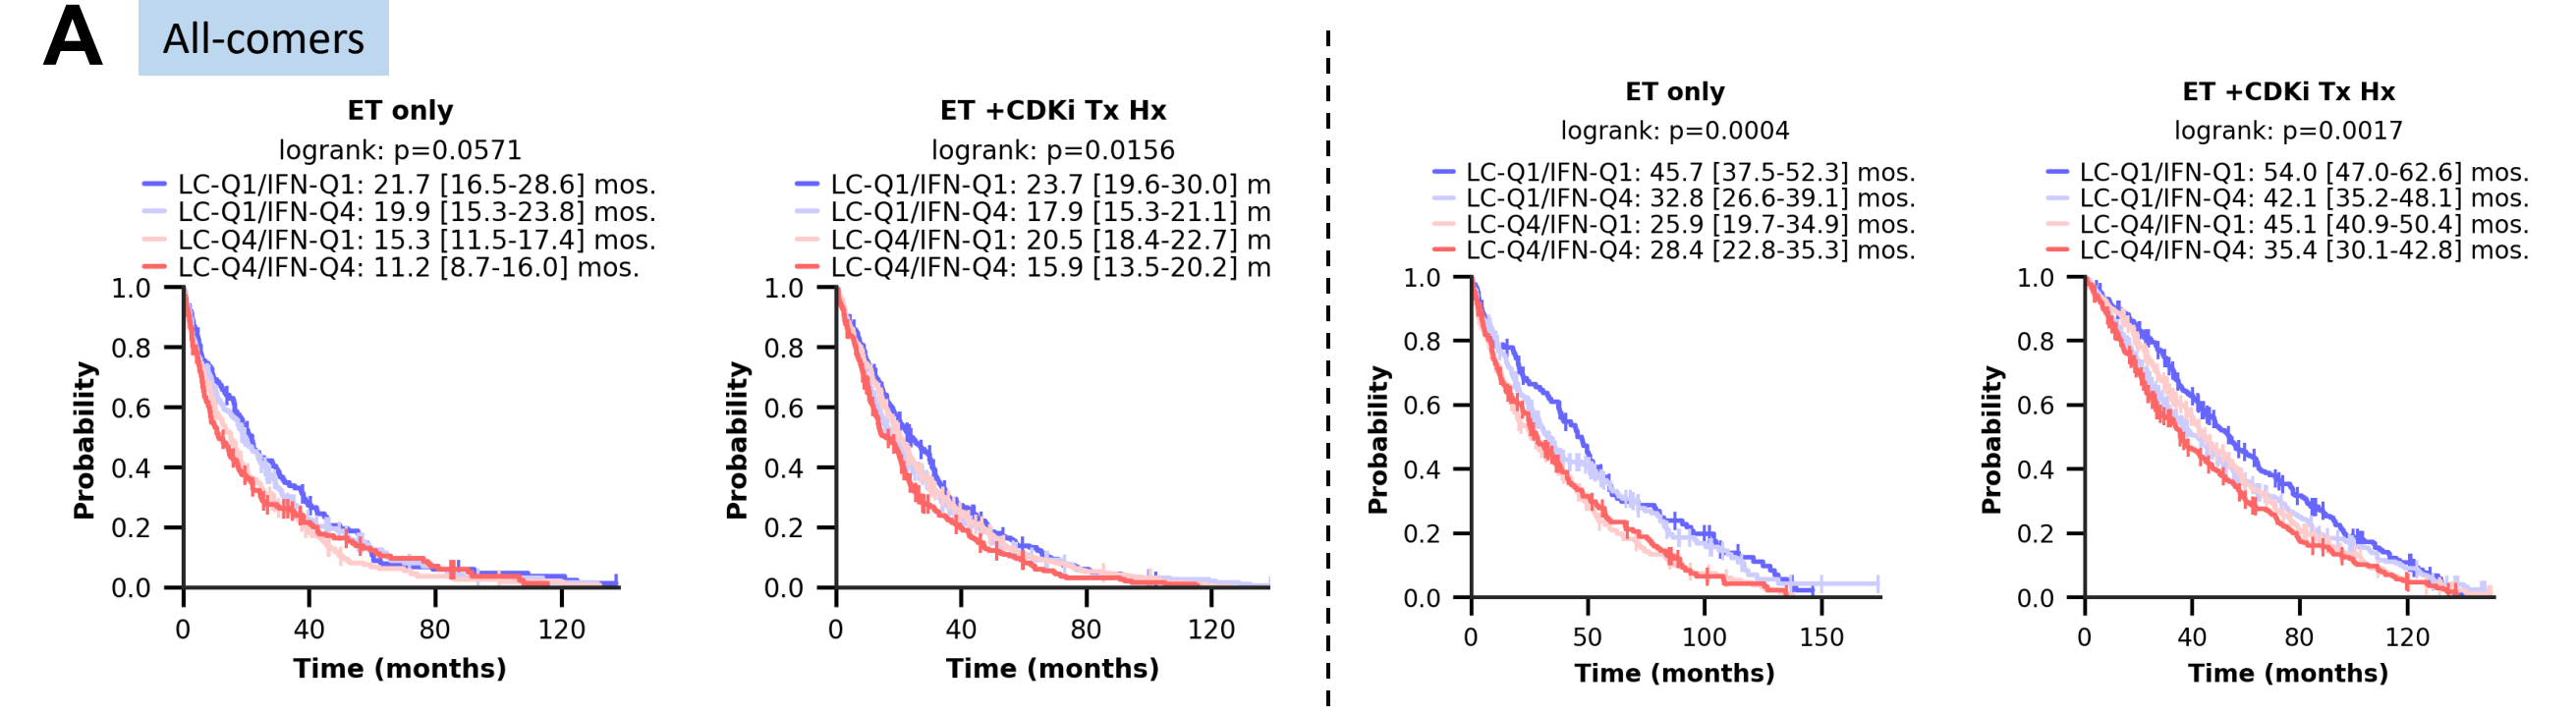 A
All-comers
ET only
logrank: p=0.0571
LC-Q1/IFN-Q1: 21.7 [16.5-28.6] mos.
LC-Q1/IFN-Q4: 19.9 [15.3-23.8] mos.
LC-Q4/IFN-Q1: 15.3 [11.5-17.4] mos.
LC-Q4/IFN-Q4: 11.2 [8.7-16.0] mos.
1.0
0.8
0.6
0.4
0.2
0.0
Probability
0 40 80 120
Time (months)
ET +CDKi Tx Hx
logrank: p=0.0156
LC-Q1/IFN-Q1: 23.7 [19.6-30.0] m
LC-Q1/IFN-Q4: 17.9 [15.3-21.1] m
LC-Q4/IFN-Q1: 20.5 [18.4-22.7] m
LC-Q4/IFN-Q4: 15.9 [13.5-20.2] m
1.0
0.8
0.6
0.4
0.2
0.0
Probability
0 40 80 120
Time (months)
ET only
logrank: p=0.0004
LC-Q1/IFN-Q1: 45.7 [37.5-52.3] mos.
LC-Q1/IFN-Q4: 32.8 [26.6-39.1] mos.
LC-Q4/IFN-Q1: 25.9 [19.7-34.9] mos.
LC-Q4/IFN-Q4: 28.4 [22.8-35.3] mos.
1.0
0.8
0.6
0.4
0.2
0.0
Probability
0 50 100 150
Time (months)
ET +CDKi Tx Hx
logrank: p=0.0017
LC-Q1/IFN-Q1: 54.0 [47.0-62.6] mos.
LC-Q1/IFN-Q4: 42.1 [35.2-48.1] mos.
LC-Q4/IFN-Q1: 45.1 [40.9-50.4] mos.
LC-Q4/IFN-Q4: 35.4 [30.1-42.8] mos.
1.0
0.8
0.6
0.4
0.2
0.0
Probability
0 40 80 120
Time (months)